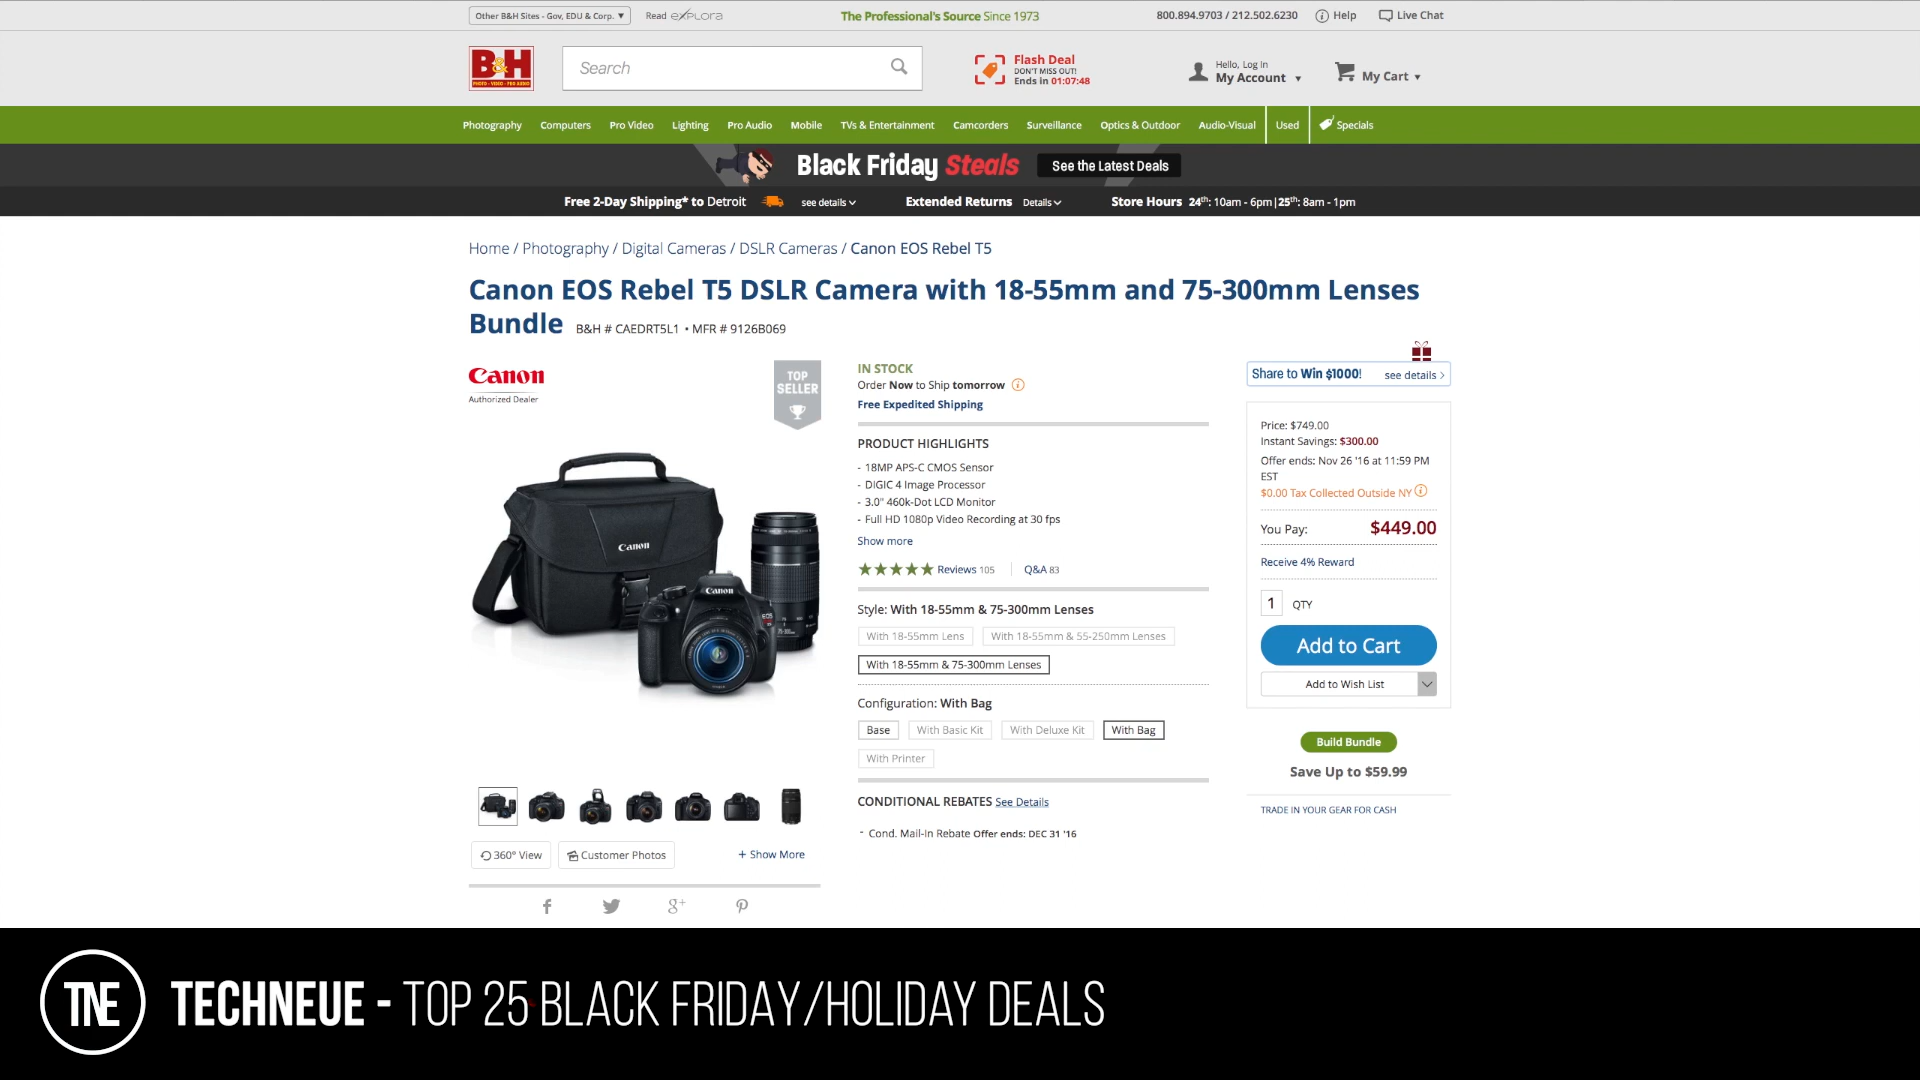 Other B&H Sites - Gov, EDU & Corp. ▼ Read eXPLORA The Professional's Source Since 1973 800.894.9703 / 212.502.6230 Help Live Chat
B&H
PHOTO - VIDEO - PRO AUDIO
Search
Flash Deal
DON'T MISS OUT!
Ends in 01:07:48
Hello, Log In
My Account ▼
My Cart ▼
Photography Computers Pro Video Lighting Pro Audio Mobile TVs & Entertainment Camcorders Surveillance Optics & Outdoor Audio-Visual Used Specials
Black Friday Steals See the Latest Deals
Free 2-Day Shipping* to Detroit see details Extended Returns Details Store Hours 24th: 10am - 6pm|25th: 8am - 1pm
Home / Photography / Digital Cameras / DSLR Cameras / Canon EOS Rebel T5
Canon EOS Rebel T5 DSLR Camera with 18-55mm and 75-300mm Lenses
Bundle B&H # CAEDRT5L1 • MFR # 9126B069
Canon
Authorized Dealer
TOP
SELLER
Canon
Canon
IN STOCK
Order Now to Ship tomorrow
Free Expedited Shipping
PRODUCT HIGHLIGHTS
- 18MP APS-C CMOS Sensor
- DIGIC 4 Image Processor
- 3.0" 460k-Dot LCD Monitor
- Full HD 1080p Video Recording at 30 fps
Show more
Reviews 105 Q&A 83
Style: With 18-55mm & 75-300mm Lenses
With 18-55mm Lens With 18-55mm & 55-250mm Lenses
With 18-55mm & 75-300mm Lenses
Configuration: With Bag
Base With Basic Kit With Deluxe Kit With Bag
With Printer
CONDITIONAL REBATES See Details
- Cond. Mail-In Rebate Offer ends: DEC 31 '16
Share to Win $1000! see details >
Price: $749.00
Instant Savings: $300.00
Offer ends: Nov 26 '16 at 11:59 PM
EST
$0.00 Tax Collected Outside NY
You Pay: $449.00
Receive 4% Reward
1 QTY
Add to Cart
Add to Wish List
Build Bundle
Save Up to $59.99
TRADE IN YOUR GEAR FOR CASH
360° View Customer Photos + Show More
TNE TECHNEUE - TOP 25 BLACK FRIDAY/HOLIDAY DEALS